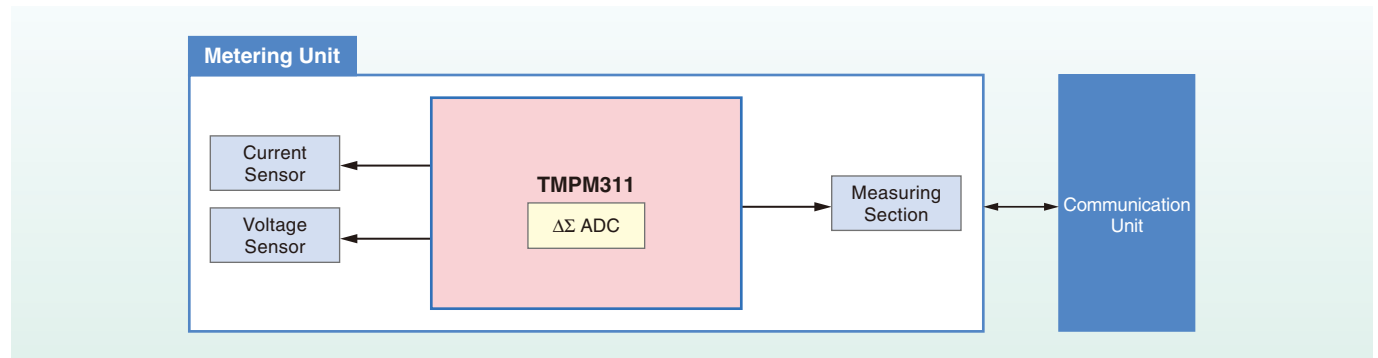 Metering Unit
Current
Sensor
Voltage
Sensor
TMPM311
ΔΣ ADC
Measuring
Section
Communication
Unit